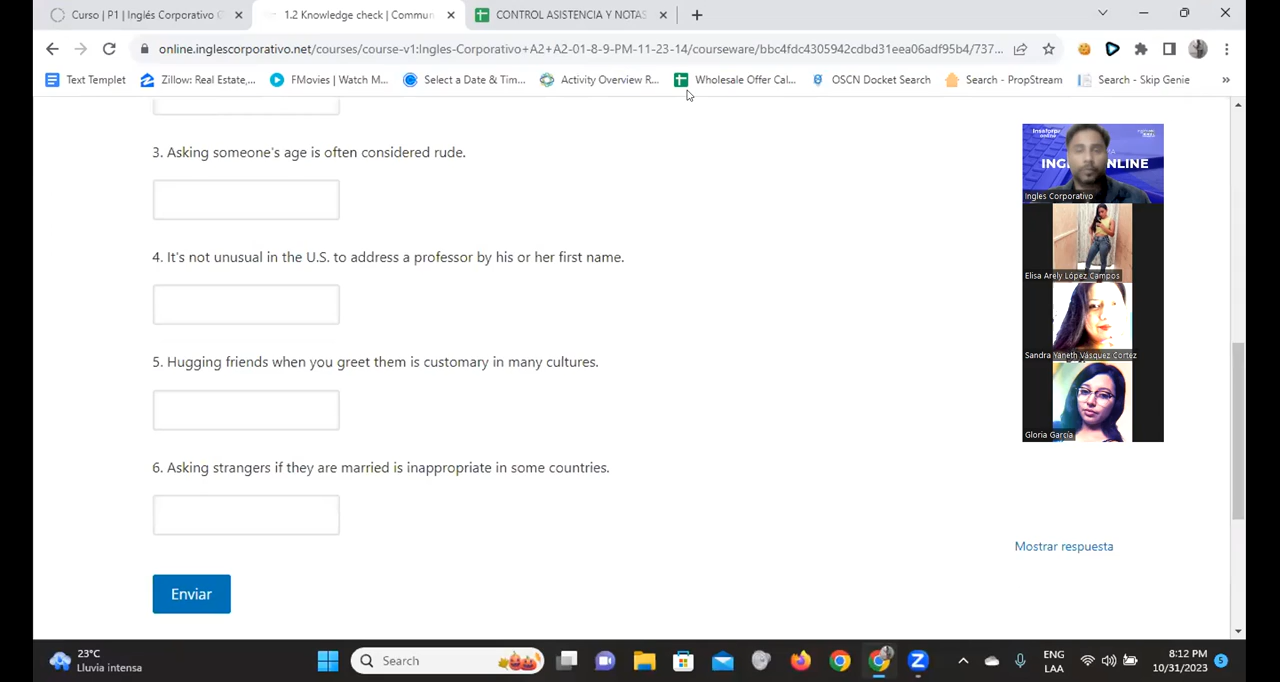 Curso | P1 | Inglés Corporativo C
1.2 Knowledge check | Commun
CONTROL ASISTENCIA Y NOTAS
online.inglescorporativo.net/courses/course-v1:Ingles-Corporativo+A2+A2-01-8-9-PM-11-23-14/courseware/bbc4fdc4305942cdbd31eea06adf95b4/737...
Text Templet
Zillow: Real Estate,...
FMovies | Watch M...
Select a Date & Tim...
Activity Overview R...
Wholesale Offer Cal...
OSCN Docket Search
Search - PropStream
Search - Skip Genie
3. Asking someone's age is often considered rude.
4. It's not unusual in the U.S. to address a professor by his or her first name.
5. Hugging friends when you greet them is customary in many cultures.
6. Asking strangers if they are married is inappropriate in some countries.
Mostrar respuesta
Enviar
Ingles Corporativo
Elisa Arely López Campos
Sandra Yaneth Vásquez Cortez
Gloria García
23°C
Lluvia intensa
Search
ENG
LAA
8:12 PM
10/31/2023
5